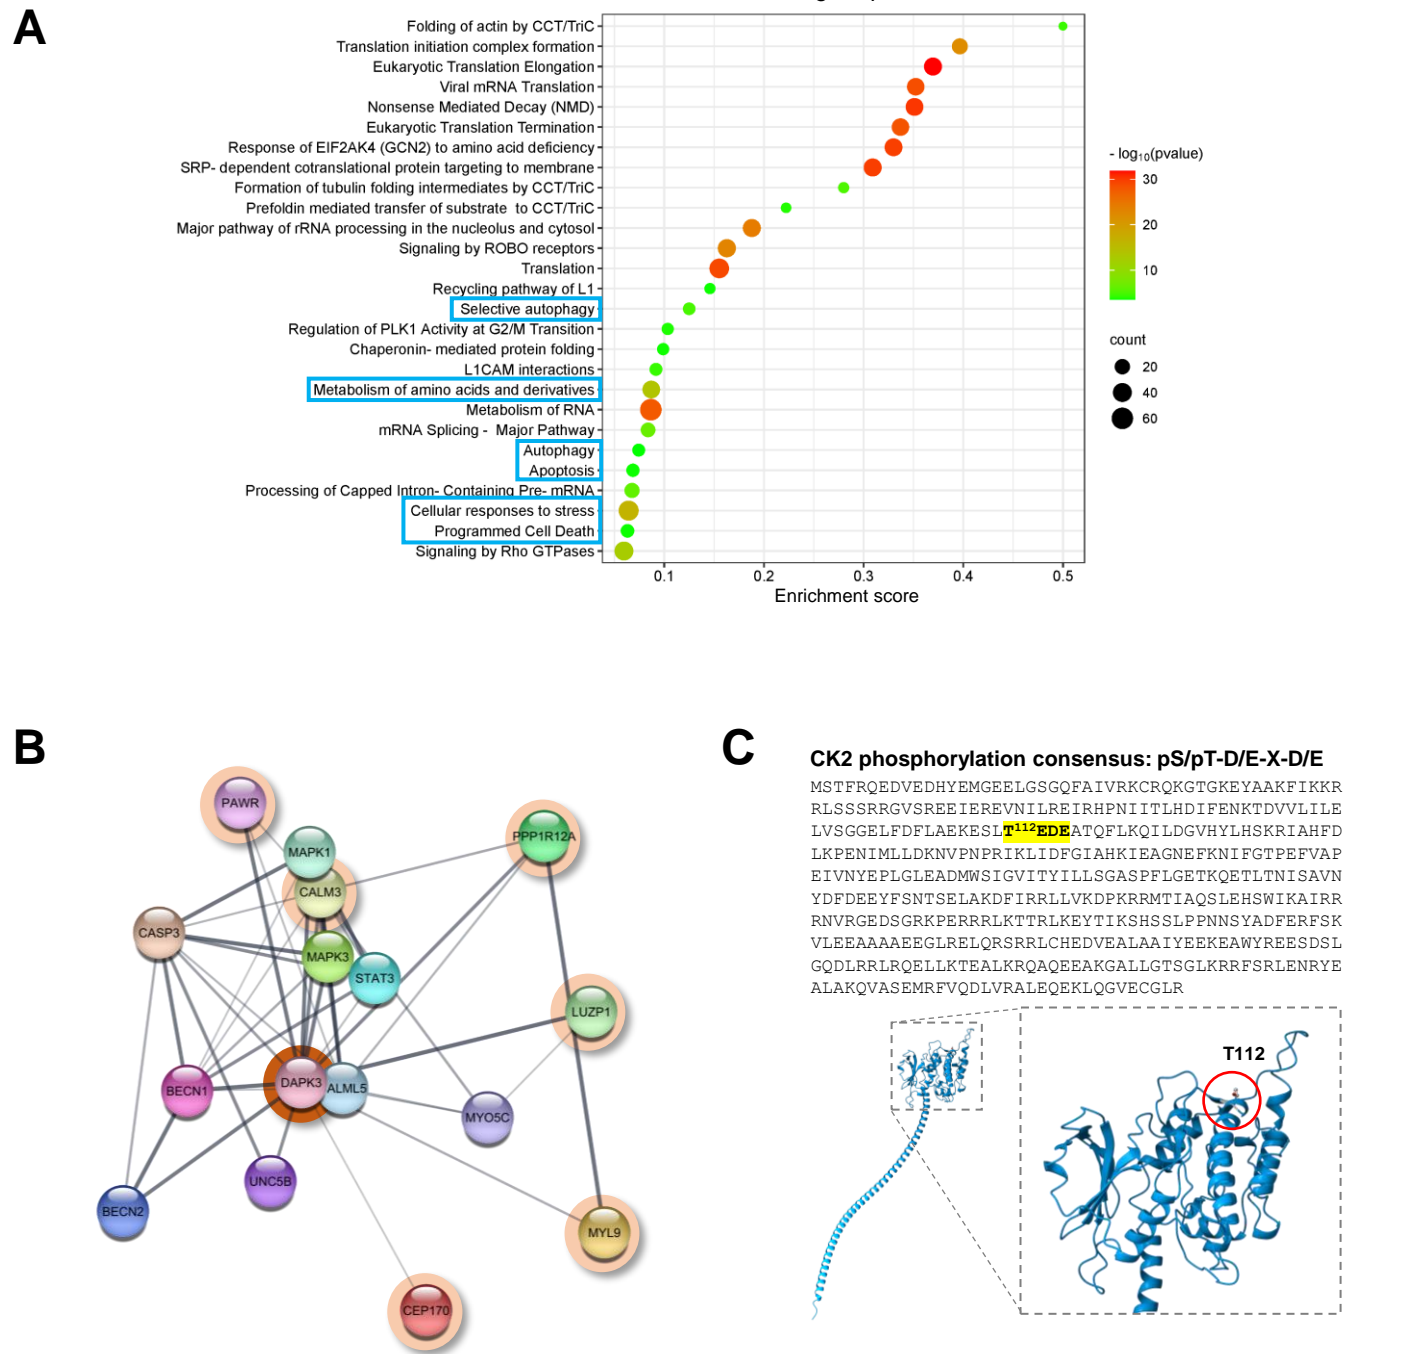 A
Folding of actin by CCT/TriC
Translation initiation complex formation
Eukaryotic Translation Elongation
Viral mRNA Translation
Nonsense Mediated Decay (NMD)
Eukaryotic Translation Termination
Response of EIF2AK4 (GCN2) to amino acid deficiency
SRP- dependent cotranslational protein targeting to membrane
Formation of tubulin folding intermediates by CCT/TriC
Prefoldin mediated transfer of substrate to CCT/TriC
Major pathway of rRNA processing in the nucleolus and cytosol
Signaling by ROBO receptors
Translation
Recycling pathway of L1
Selective autophagy
Regulation of PLK1 Activity at G2/M Transition
Chaperonin- mediated protein folding
L1CAM interactions
Metabolism of amino acids and derivatives
Metabolism of RNA
mRNA Splicing - Major Pathway
Autophagy
Apoptosis
Processing of Capped Intron- Containing Pre- mRNA
Cellular responses to stress
Programmed Cell Death
Signaling by Rho GTPases
0.1 0.2 0.3 0.4 0.5
Enrichment score
- log₁₀(pvalue)
30
20
10
count
20
40
60
B
PAWR
MAPK1
CALM3
PPP1R12A
CASP3
MAPK3
STAT3
LUZP1
DAPK3
ALML5
BECN1
MYO5C
UNC5B
BECN2
MYL9
CEP170
C
CK2 phosphorylation consensus: pS/pT-D/E-X-D/E
MSTFRQEDVEDHYEMGEELGSGQFAIVRKCRQKGTGKEYAAKFIKKR
RLSSSRRGVSREEIEREVNILREIRHPNIITLHDIFENKTDVVLILE
LVSGGELFDFLAEKESLT¹¹²EDEATQFLKQILDGVHYLHSKRIAHFD
LKPENIMLLDKNVPNPRIKLIDFGIAHKIEAGNEFKNIFGTPEFVAP
EIVNYEPLGLEADMWSIGVITYILLSGASPFLGETKQETLTNISAVN
YDFDEEYFSNTSELAKDFIRRLLVKDPKRRMTIAQSLEHSWIKAIRR
RNVRGEDSGRKPERRRLKTTRLKEYTIKSHSSLPPNNSYADFERFSK
VLEEAAAAEEGLRELQRSRRLCHEDVEALAAIYEEKEAWYREESDSL
GQDLRRLRQELLKTEALKRQAQEEAKGALLGTSGLKRRFSRLENRYE
ALAKQVASEMRFVQDLVRALEQEKLQGVECGLR
T112